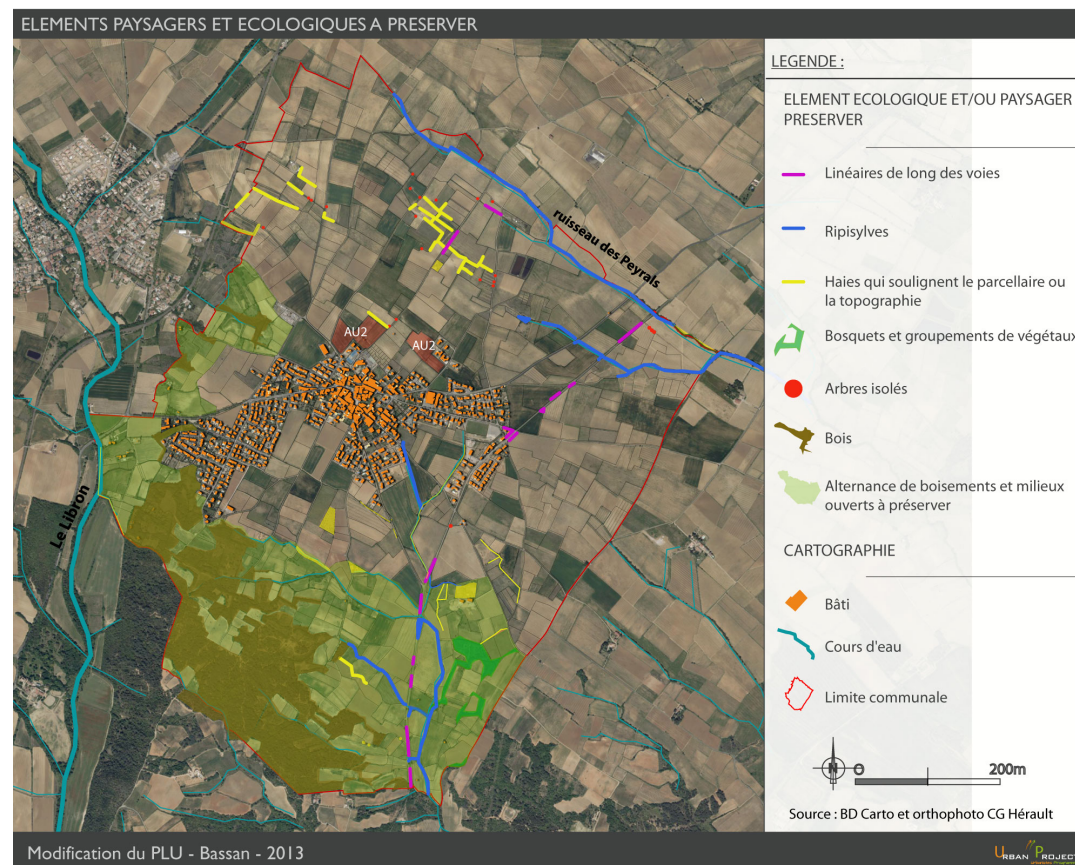 ELEMENTS PAYSAGERS ET ECOLOGIQUES A PRESERVER
LEGENDE :
ELEMENT ECOLOGIQUE ET/OU PAYSAGER
PRESERVER
Linéaires de long des voies
Ripisylves
Haies qui soulignent le parcellaire ou
la topographie
Bosquets et groupements de végétaux
Arbres isolés
Bois
Alternance de boisements et milieux
ouverts à préserver
CARTOGRAPHIE
Bâti
Cours d'eau
Limite communale
N
0
200m
Source : BD Carto et orthophoto CG Hérault
ruisseau des Peyrals
AU2
AU2
Le Libron
Modification du PLU - Bassan - 2013
URBAN PROJECT